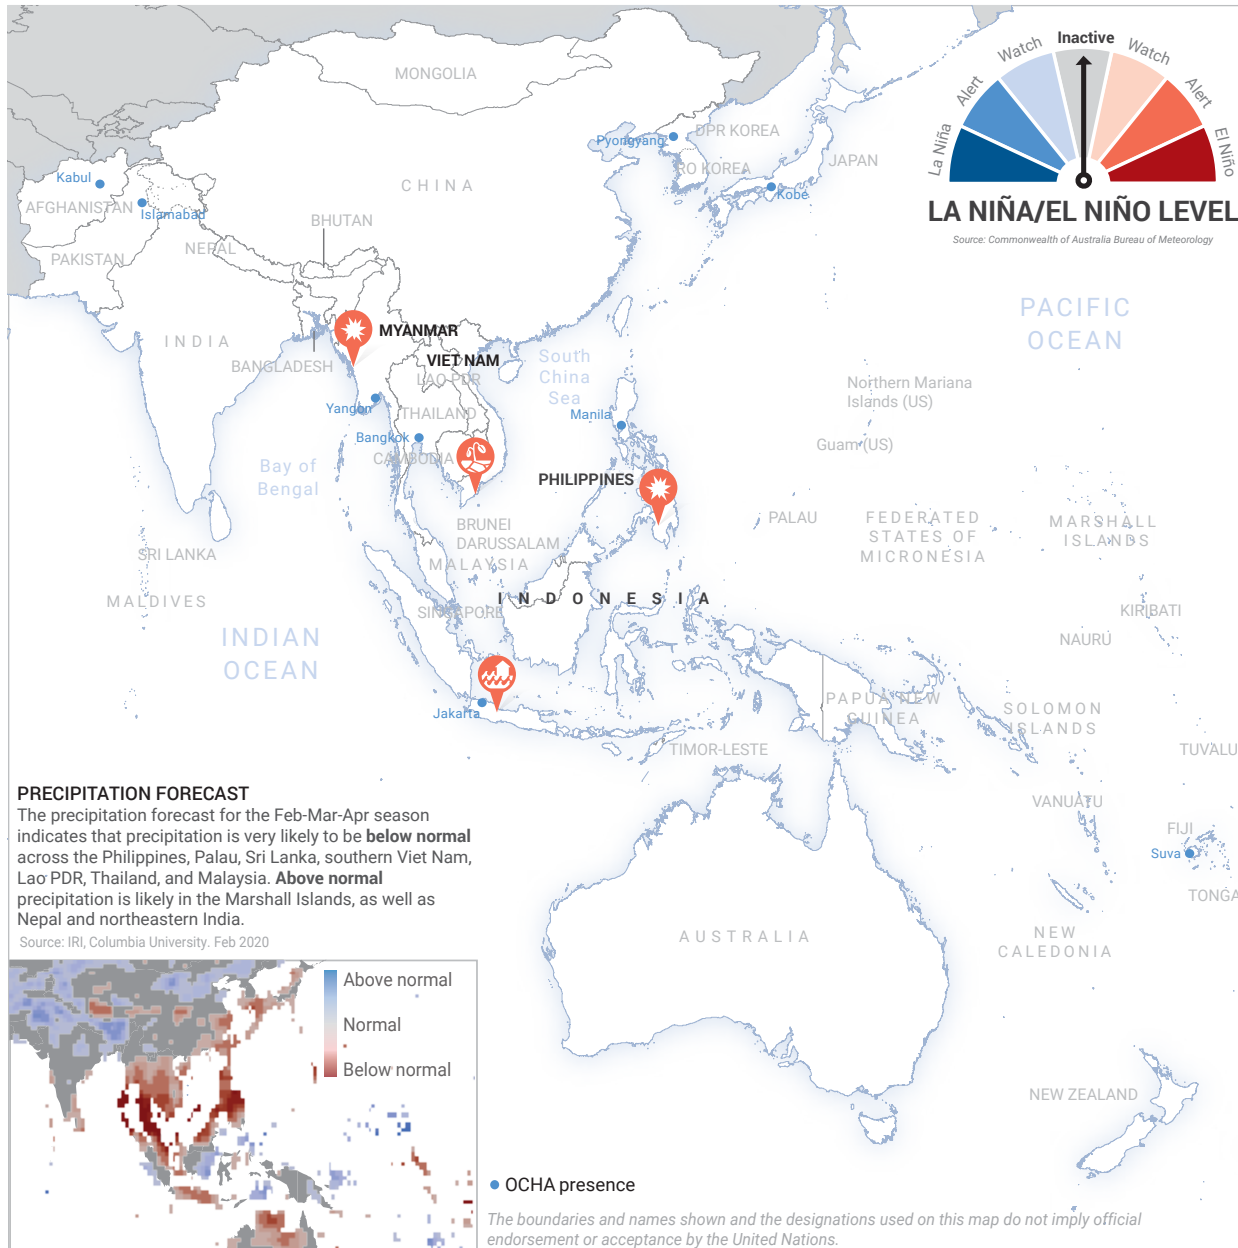 MONGOLIA
Pyongyang
DPR KOREA
RO KOREA
JAPAN
Kobe
Kabul
AFGHANISTAN
Islamabad
CHINA
BHUTAN
NEPAL
PAKISTAN
La Niña
Alert
Watch
Inactive
Watch
Alert
El Niño
LA NIÑA/EL NIÑO LEVEL
Source: Commonwealth of Australia Bureau of Meteorology
PACIFIC
OCEAN
INDIA
BANGLADESH
MYANMAR
VIET NAM
LAO PDR
South
China
Sea
Yangon
THAILAND
Bangkok
CAMBODIA
Manila
PHILIPPINES
Northern Mariana
Islands (US)
Guam (US)
Bay of
Bengal
BRUNEI
DARUSSALAM
MALAYSIA
PALAU
FEDERATED
STATES OF
MICRONESIA
MARSHALL
ISLANDS
SRI LANKA
MALDIVES
SINGAPORE
INDONESIA
KIRIBATI
NAURÚ
INDIAN
OCEAN
Jakarta
PAPUA NEW
GUINEA
SOLOMON
ISLANDS
TIMOR-LESTE
TUVALU
VANUATU
FIJI
Suva
TONGA
NEW
CALEDONIA
AUSTRALIA
NEW ZEALAND
PRECIPITATION FORECAST
The precipitation forecast for the Feb-Mar-Apr season
indicates that precipitation is very likely to be below normal
across the Philippines, Palau, Sri Lanka, southern Viet Nam,
Lao PDR, Thailand, and Malaysia. Above normal
precipitation is likely in the Marshall Islands, as well as
Nepal and northeastern India.
Source: IRI, Columbia University. Feb 2020
Above normal
Normal
Below normal
OCHA presence
The boundaries and names shown and the designations used on this map do not imply official
endorsement or acceptance by the United Nations.